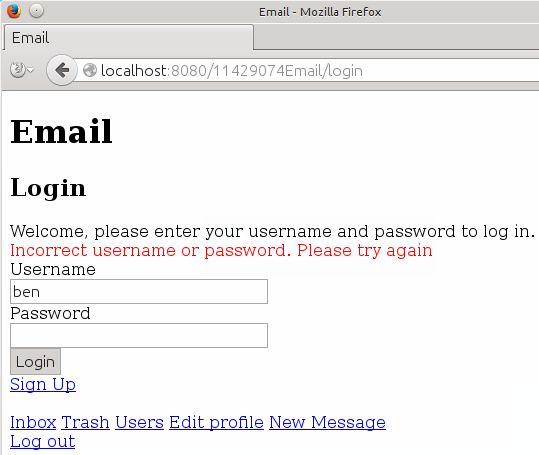 Email - Mozilla Firefox
Email
localhost:8080/11429074Email/login
Email
Login
Welcome, please enter your username and password to log in.
Incorrect username or password. Please try again
Username
ben
Password
Login
Sign Up
Inbox Trash Users Edit profile New Message
Log out